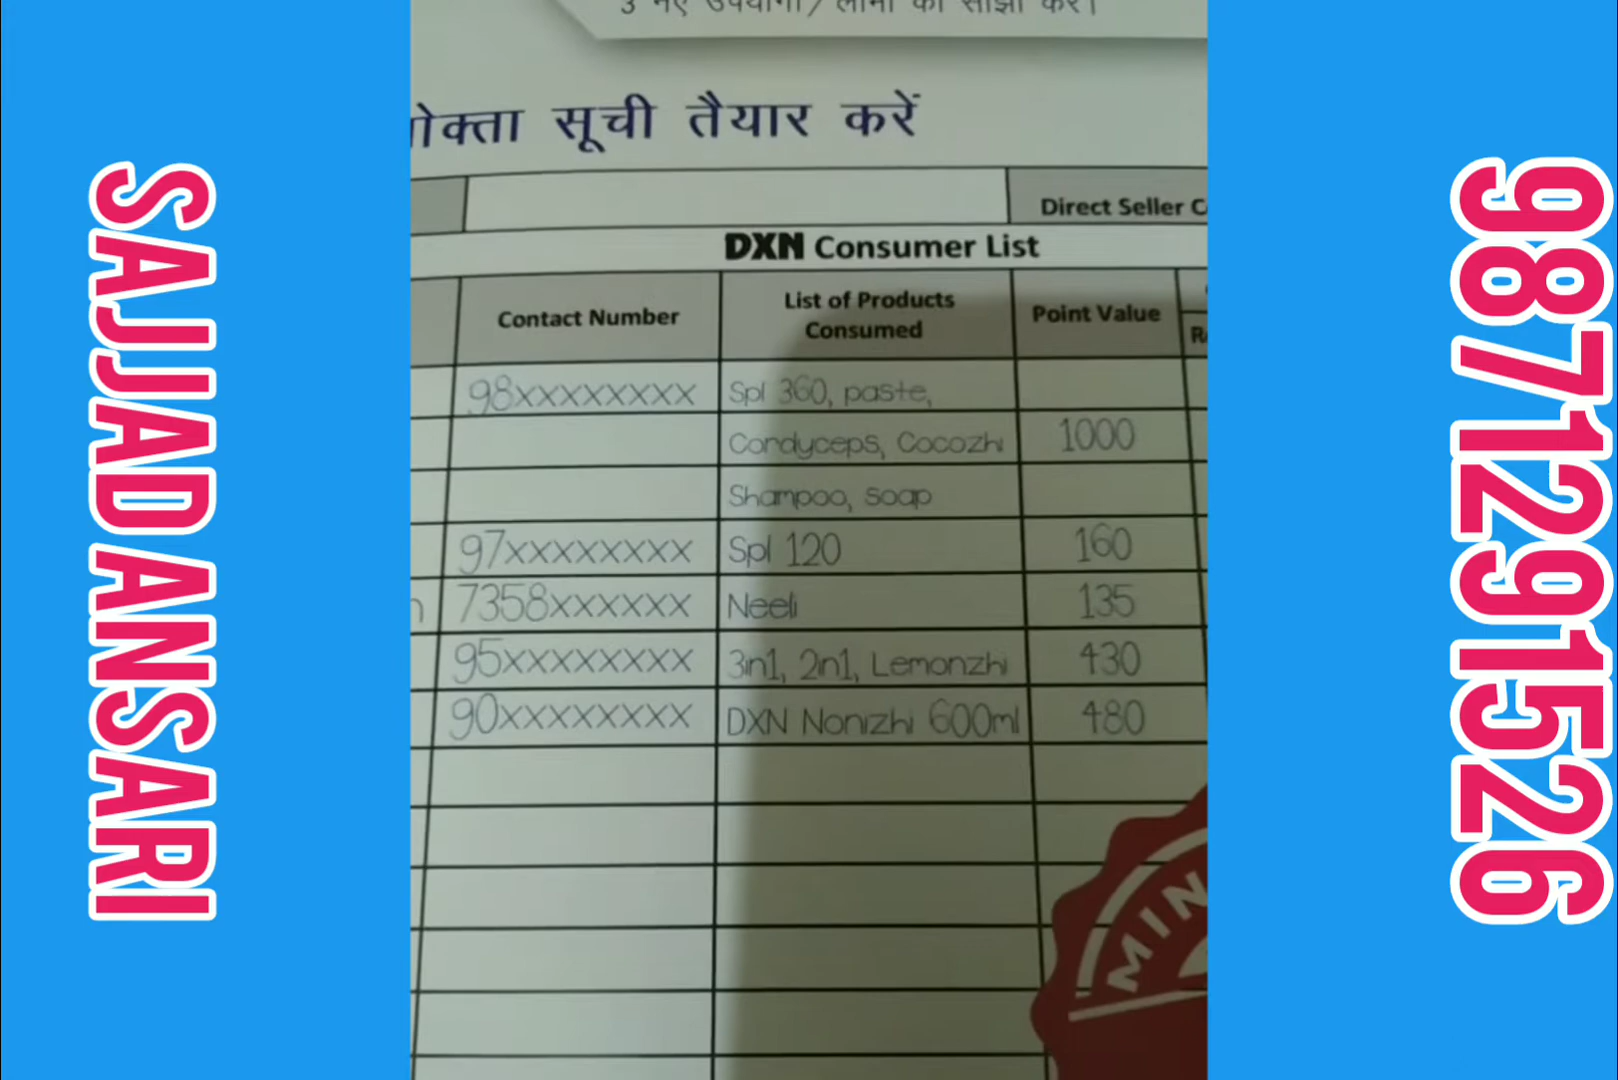 SAJJAD ANSARI
सूची तैयार करें
Direct Seller
DXN Consumer List
Contact Number
List of Products Consumed
Point Value
98xxxxxxxx
Spl 360, paste,
Cordyceps, Cocozhi
1000
Shampoo, soap
97xxxxxxxx
Spl 120
160
7358xxxxxx
Neeli
135
95xxxxxxxx
3in1, 2in1, Lemonzhi
430
90xxxxxxxx
DXN Nonizhi 600ml
480
9871291526